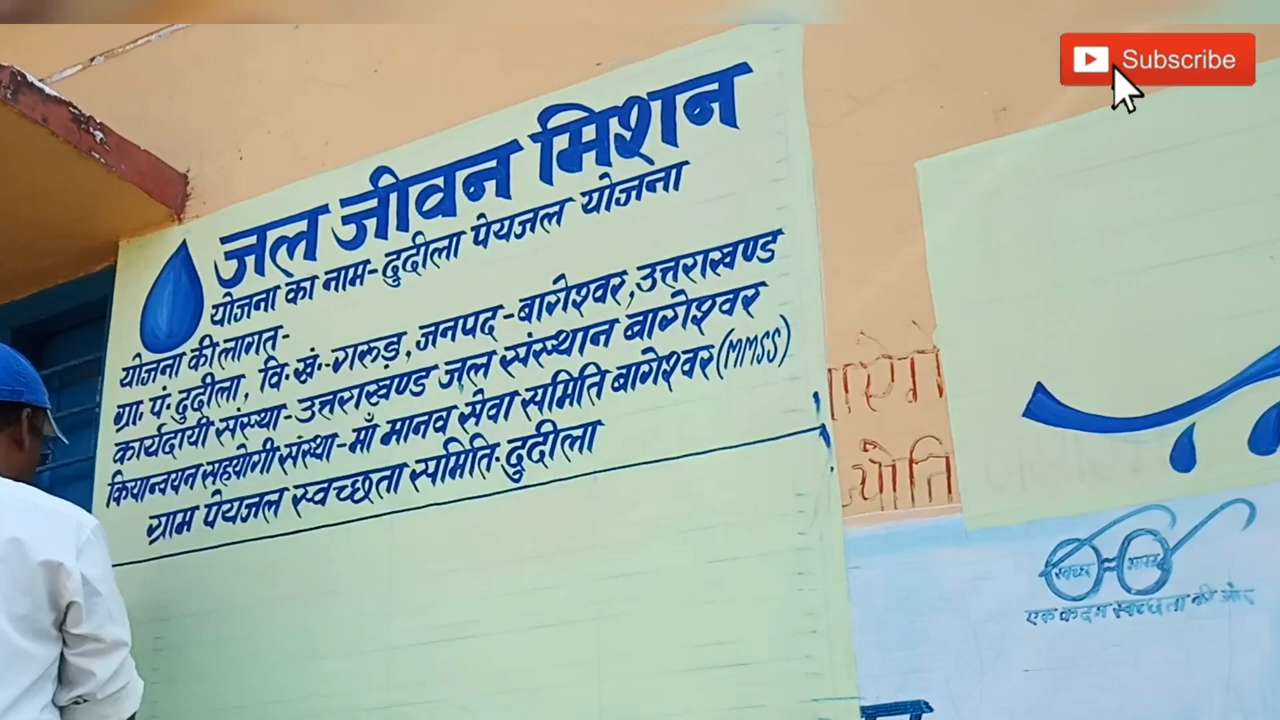 Subscribe
जल जीवन मिशन
योजना का नाम-दुदीला पेयजल योजना
योजना की लागत-
ग्रा. पं. दुदीला, वि. खं.-गरुड़, जनपद-बागेश्वर, उत्तराखण्ड
कार्यदायी संस्था-उत्तराखण्ड जल संस्थान बागेश्वर
कियान्वयन सहयोगी संस्था-माँ मानव सेवा समिति बागेश्वर (MMSS)
ग्राम पेयजल स्वच्छता समिति-दुदीला
ज्योति
स्वच्छ भारत
एक कदम स्वच्छता की ओर